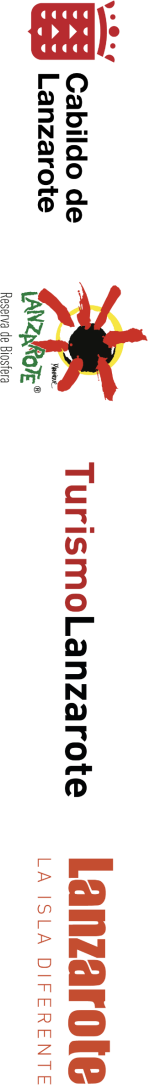 Cabildo de
Lanzarote
LANZAROTE®
Reserva de Biosfera
TurismoLanzarote
Lanzarote
LA ISLA DIFERENTE